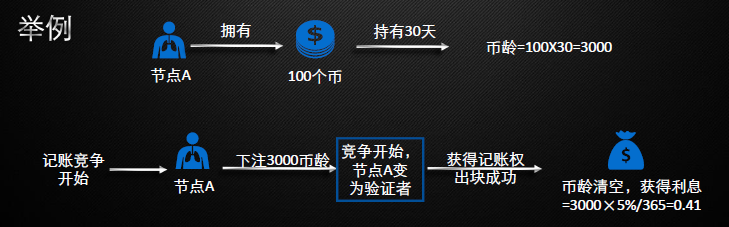 举例
拥有
持有30天
币龄=100X30=3000
节点A
100个币
记账竞争
开始
节点A
下注3000币龄
竞争开始，
节点A变
为验证者
获得记账权
出块成功
币龄清空，获得利息
=3000×5%/365=0.41